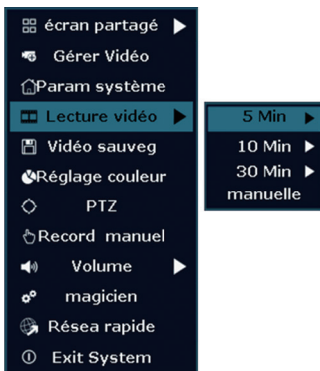 écran partagé
Gérer Vidéo
Param système
Lecture vidéo
Vidéo sauveg
Réglage couleur
PTZ
Record manuel
Volume
magicien
Résea rapide
Exit System
5 Min
10 Min
30 Min
manuelle